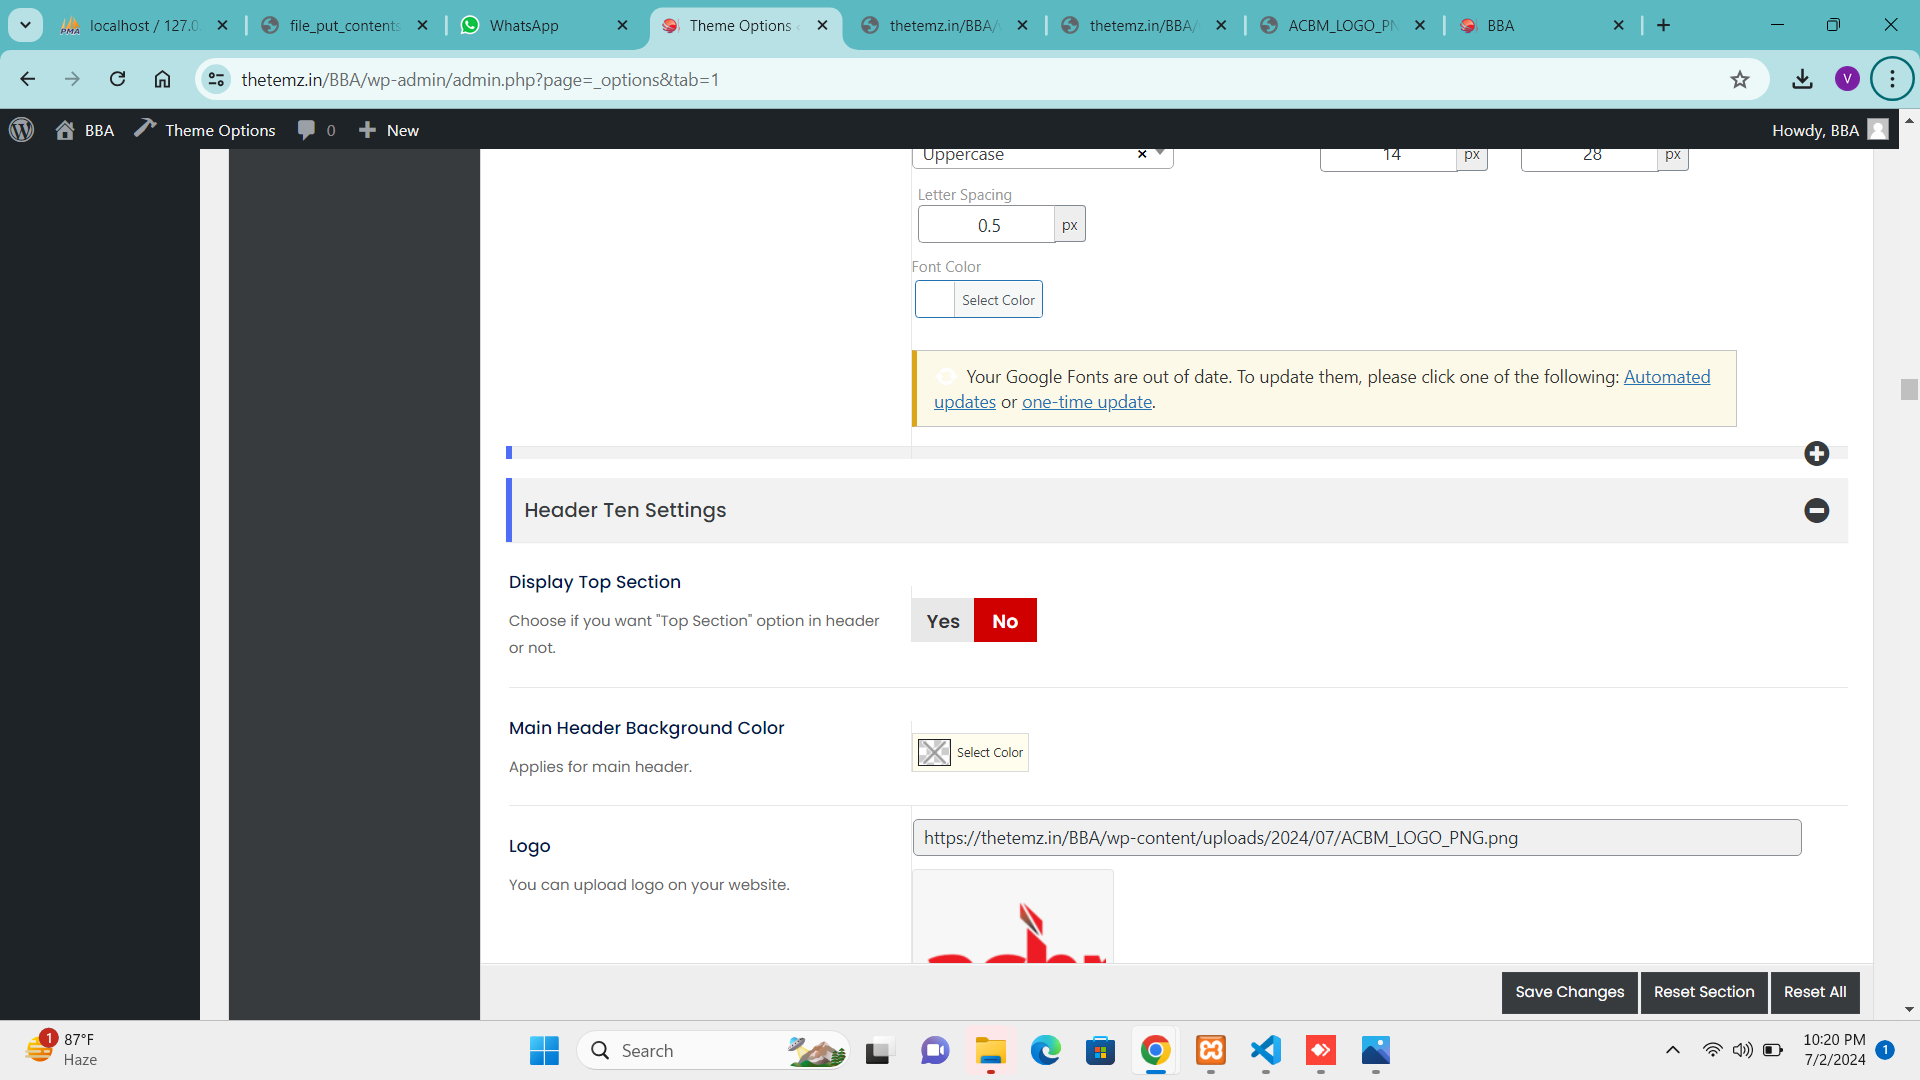 PMA localhost / 127.0.
file_put_contents
WhatsApp
Theme Options
thetemz.in/BBA/
thetemz.in/BBA/
ACBM_LOGO_PN
BBA
thetemz.in/BBA/wp-admin/admin.php?page=_options&tab=1
V
BBA
Theme Options
0
New
Howdy, BBA
Uppercase
14 px
28 px
Letter Spacing
0.5 px
Font Color
Select Color
Your Google Fonts are out of date. To update them, please click one of the following: Automated
updates or one-time update.
Header Ten Settings
Display Top Section
Choose if you want "Top Section" option in header
or not.
Yes No
Main Header Background Color
Applies for main header.
Select Color
Logo
You can upload logo on your website.
https://thetemz.in/BBA/wp-content/uploads/2024/07/ACBM_LOGO_PNG.png
Save Changes
Reset Section
Reset All
1
87°F
Haze
Search
10:20 PM
7/2/2024
1